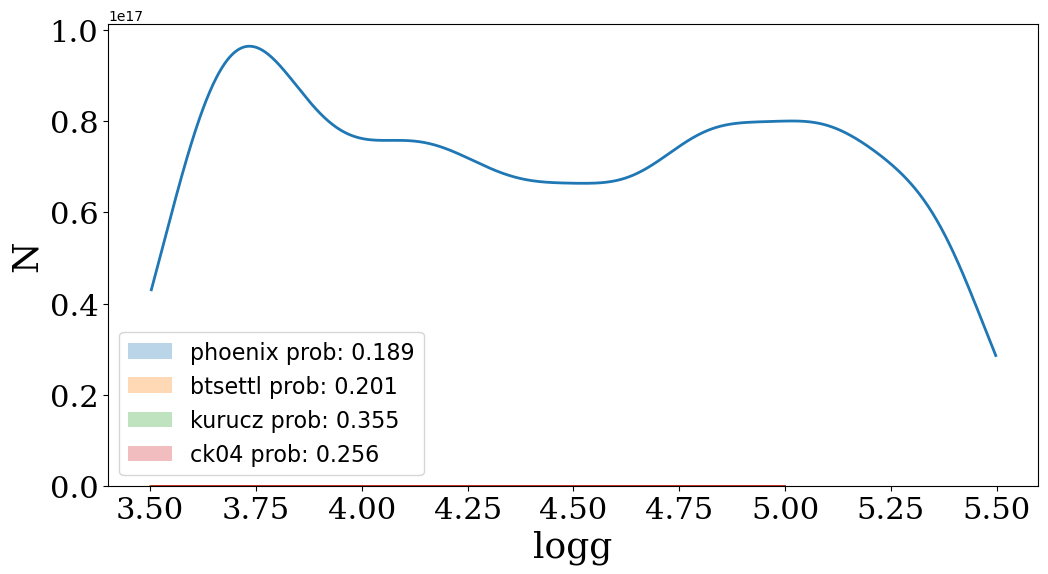 1e17
1.0
0.8
0.6
0.4
0.2
0.0
N
phoenix prob: 0.189
btsettl prob: 0.201
kurucz prob: 0.355
ck04 prob: 0.256
3.50 3.75 4.00 4.25 4.50 4.75 5.00 5.25 5.50
logg